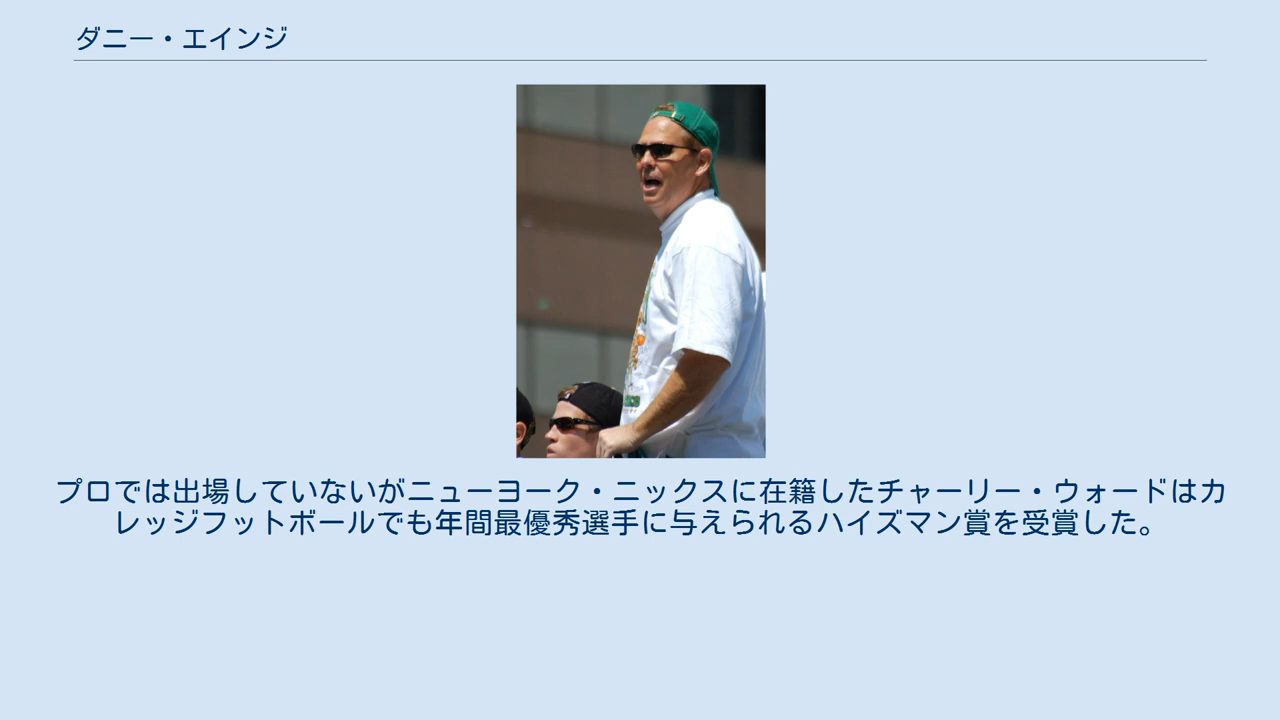 ダニー・エインジ
プロでは出場していないがニューヨーク・ニックスに在籍したチャーリー・ウォードはカ
レッジフットボールでも年間最優秀選手に与えられるハイズマン賞を受賞した。